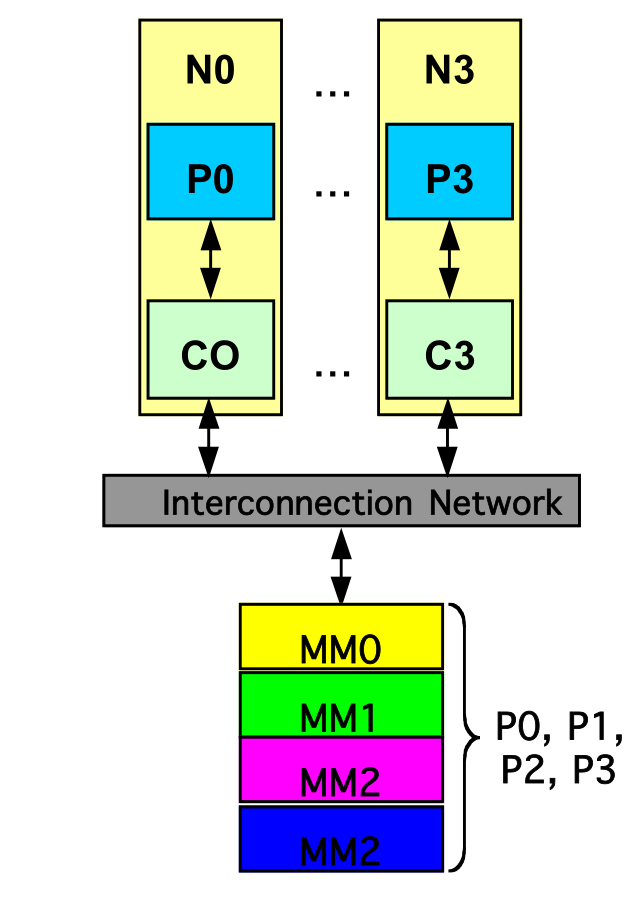 N0 ... N3
P0 ... P3
CO ... C3
Interconnection Network
MM0
MM1
MM2
MM2
P0, P1,
P2, P3